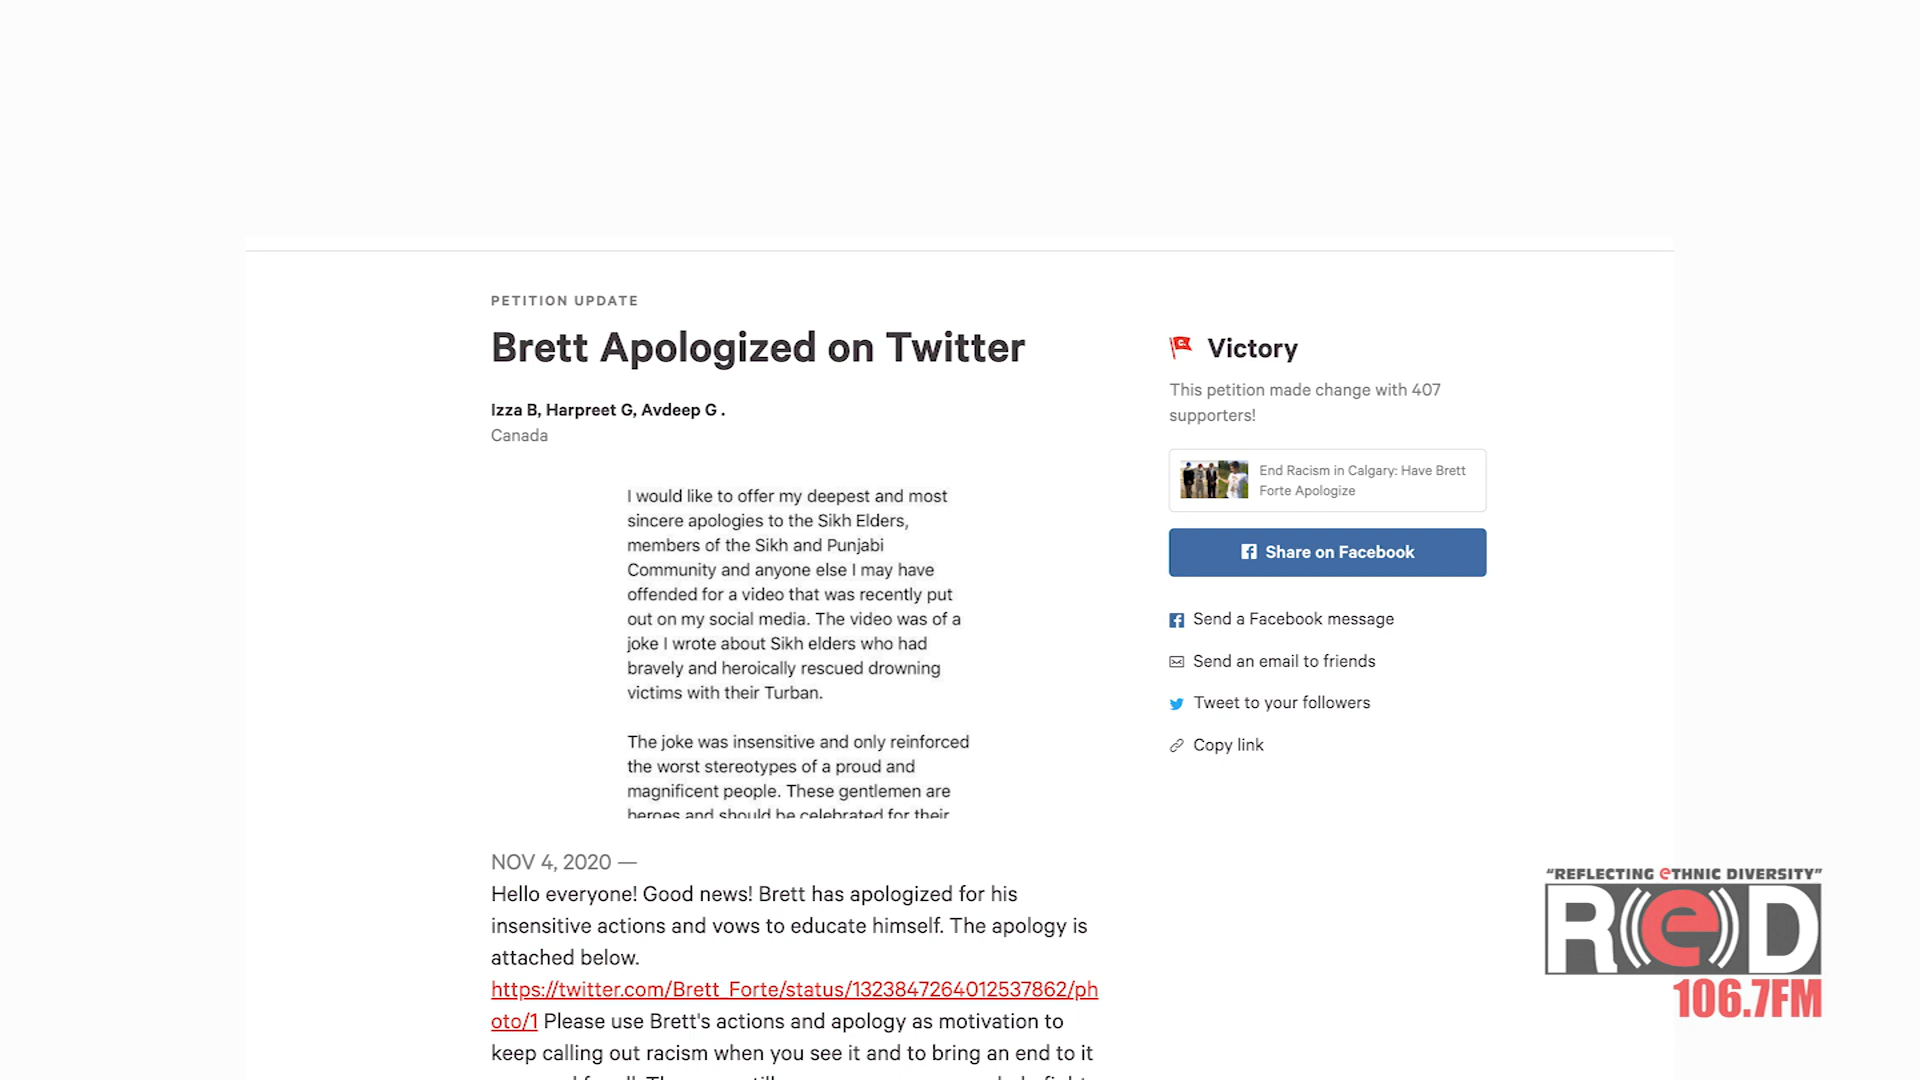 PETITION UPDATE
Brett Apologized on Twitter
Izza B, Harpreet G, Avdeep G .
Canada
I would like to offer my deepest and most
sincere apologies to the Sikh Elders,
members of the Sikh and Punjabi
Community and anyone else I may have
offended for a video that was recently put
out on my social media. The video was of a
joke I wrote about Sikh elders who had
bravely and heroically rescued drowning
victims with their Turban.
The joke was insensitive and only reinforced
the worst stereotypes of a proud and
magnificent people. These gentlemen are
heroes and should be celebrated for their
NOV 4, 2020 —
Hello everyone! Good news! Brett has apologized for his
insensitive actions and vows to educate himself. The apology is
attached below.
https://twitter.com/Brett_Forte/status/1323847264012537862/ph
oto/1 Please use Brett's actions and apology as motivation to
keep calling out racism when you see it and to bring an end to it
Victory
This petition made change with 407
supporters!
End Racism in Calgary: Have Brett
Forte Apologize
Share on Facebook
Send a Facebook message
Send an email to friends
Tweet to your followers
Copy link
"REFLECTING eTHNIC DIVERSITY"
ReD
106.7FM